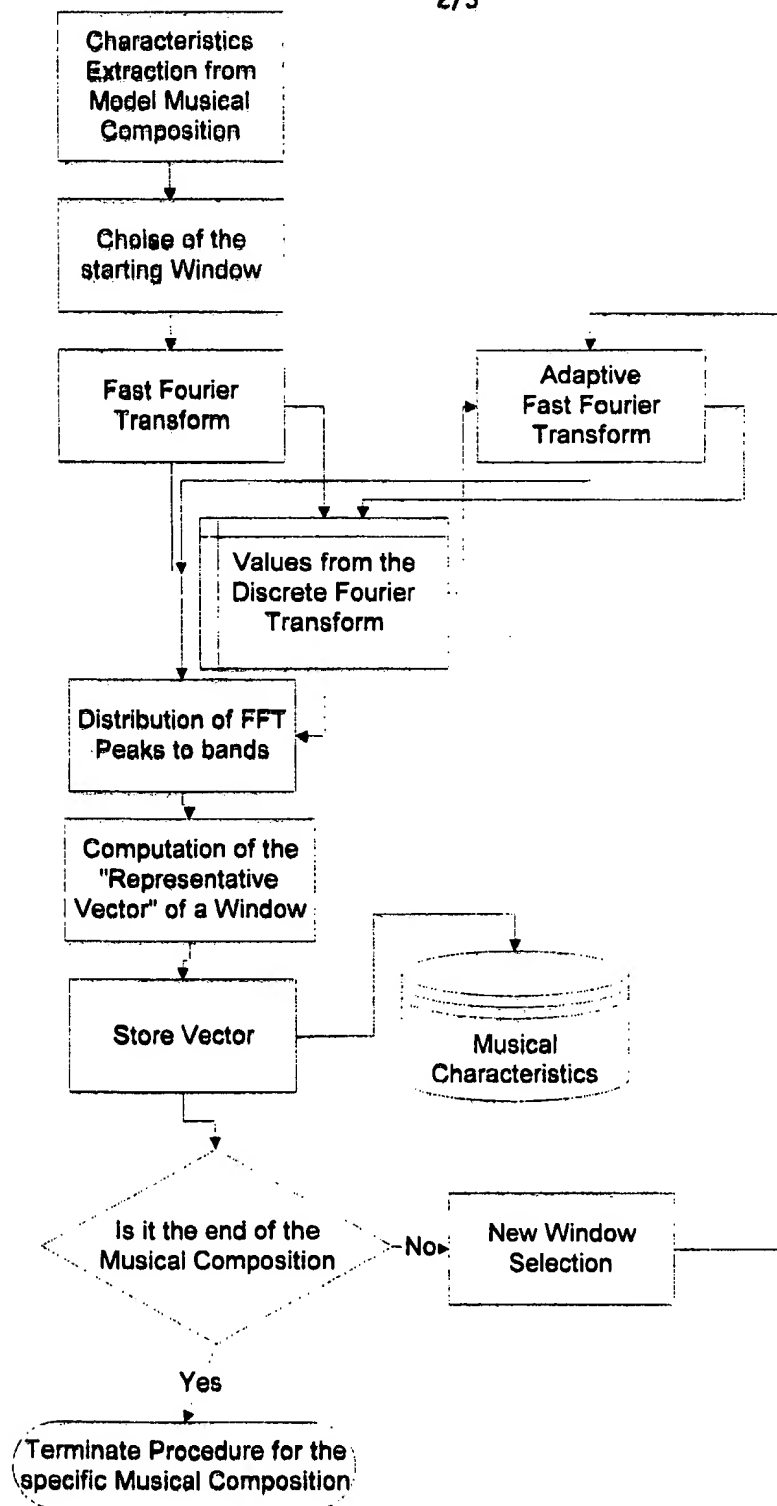 2/5
Characteristics
Extraction from
Model Musical
Composition
Choise of the
starting Window
Fast Fourier
Transform
Adaptive
Fast Fourier
Transform
Values from the
Discrete Fourier
Transform
Distribution of FFT
Peaks to bands
Computation of the
"Representative
Vector" of a Window
Store Vector
Musical
Characteristics
Is it the end of the
Musical Composition
No
New Window
Selection
Yes
Terminate Procedure for the
specific Musical Composition